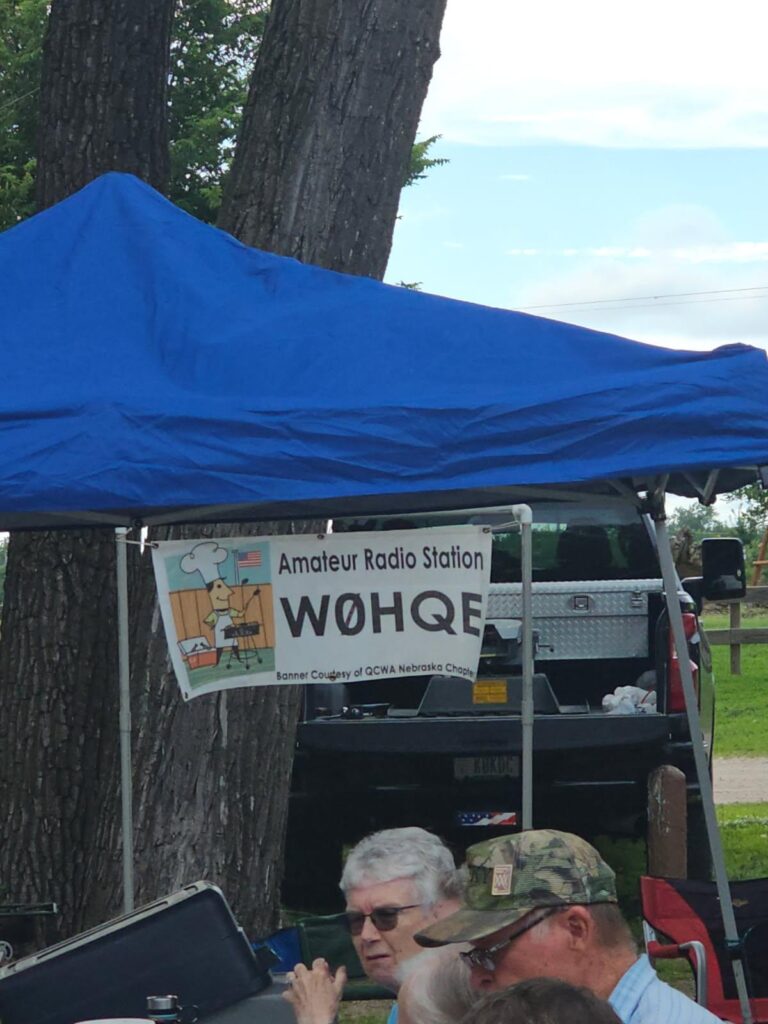 Amateur Radio Station
WØHQE
Banner Courtesy of QCWA Nebraska Chapter